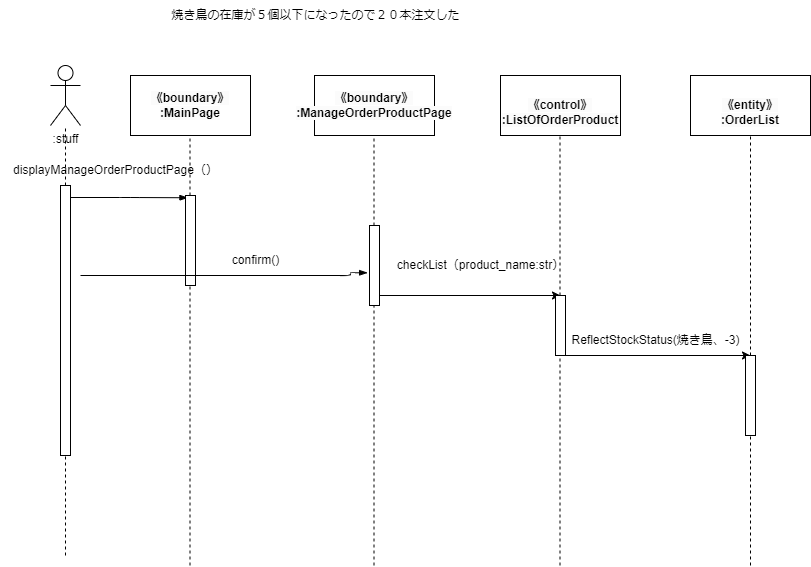 焼き鳥の在庫が５個以下になったので２０本注文した
《boundary》
:MainPage
《boundary》
:ManageOrderProductPage
《control》
:ListOfOrderProduct
《entity》
:OrderList
:stuff
displayManageOrderProductPage（）
confirm()
checkList（product_name:str）
ReflectStockStatus(焼き鳥、-3)